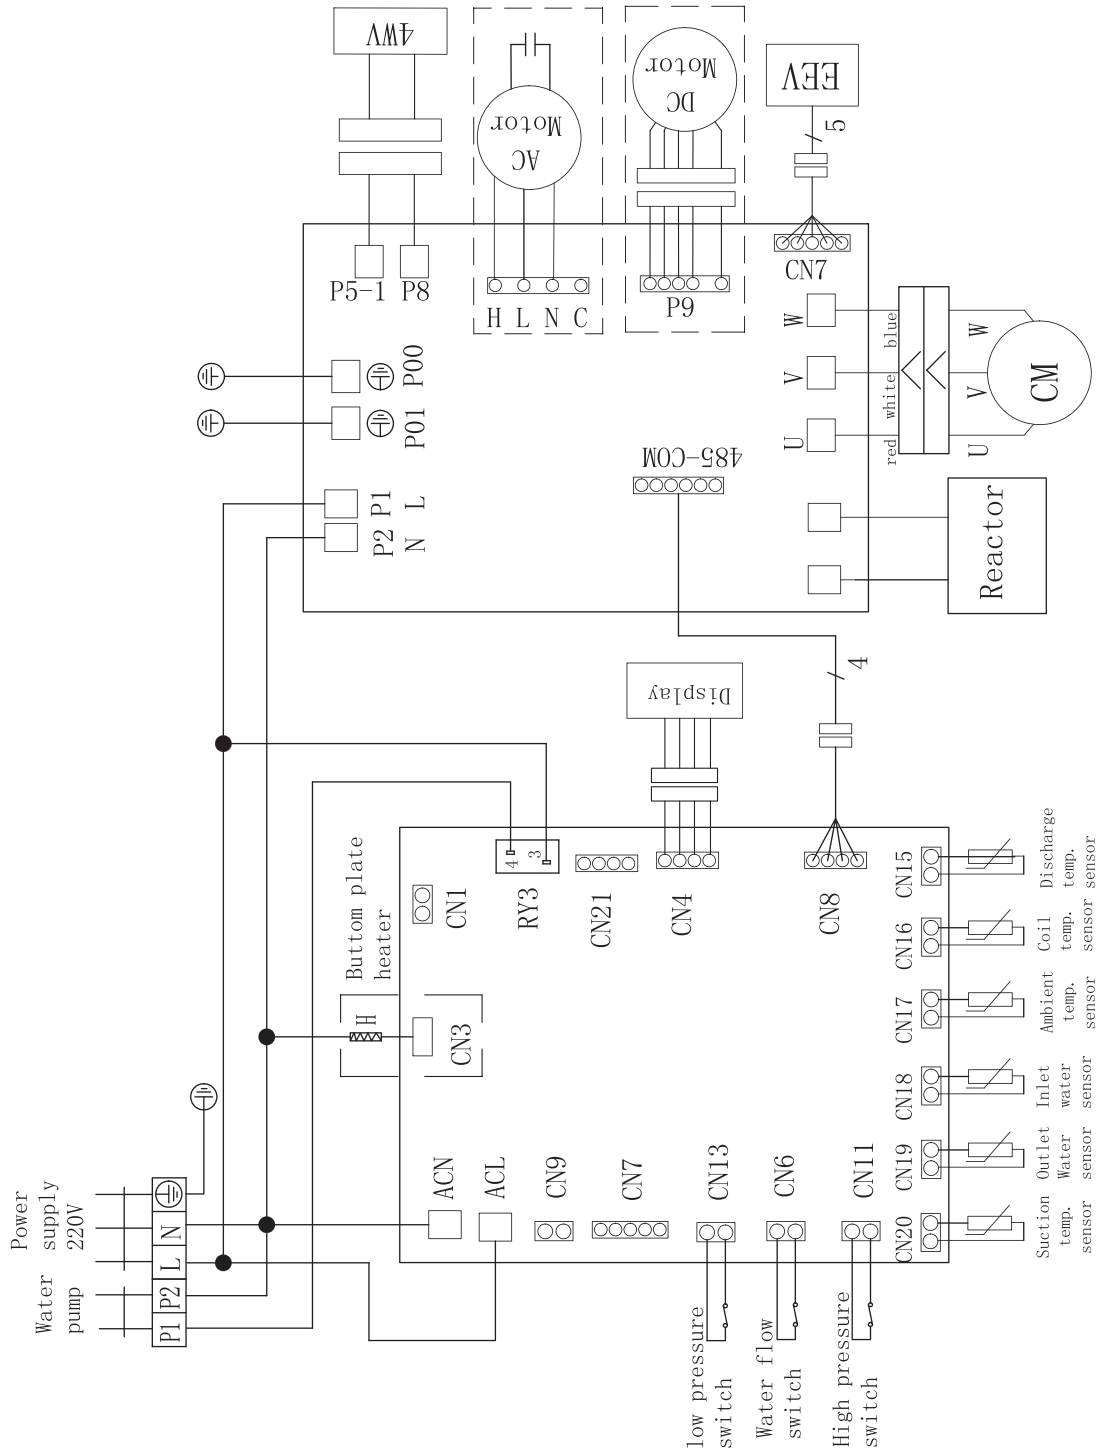 4WV
AC
Motor
DC
Motor
EEV
5
P5-1
P8
H L N C
P9
CN7
P00
P01
P1
L
P2
N
W
V
U
blue
white
red
W
V
U
CM
485-COM
Reactor
4
Display
Buttom plate
heater
H
CN3
CN1
4
3
RY3
CN21
CN4
CN8
Power
supply
220V
Water
pump
N
L
P2
P1
ACN
ACL
CN9
CN7
CN13
CN6
CN11
CN15
CN16
CN17
CN18
CN19
CN20
Discharge
temp.
sensor
Coil
temp.
sensor
Ambient
temp.
sensor
Inlet
water
sensor
Outlet
Water
sensor
Suction
temp.
sensor
low pressure
switch
Water flow
switch
High pressure
switch